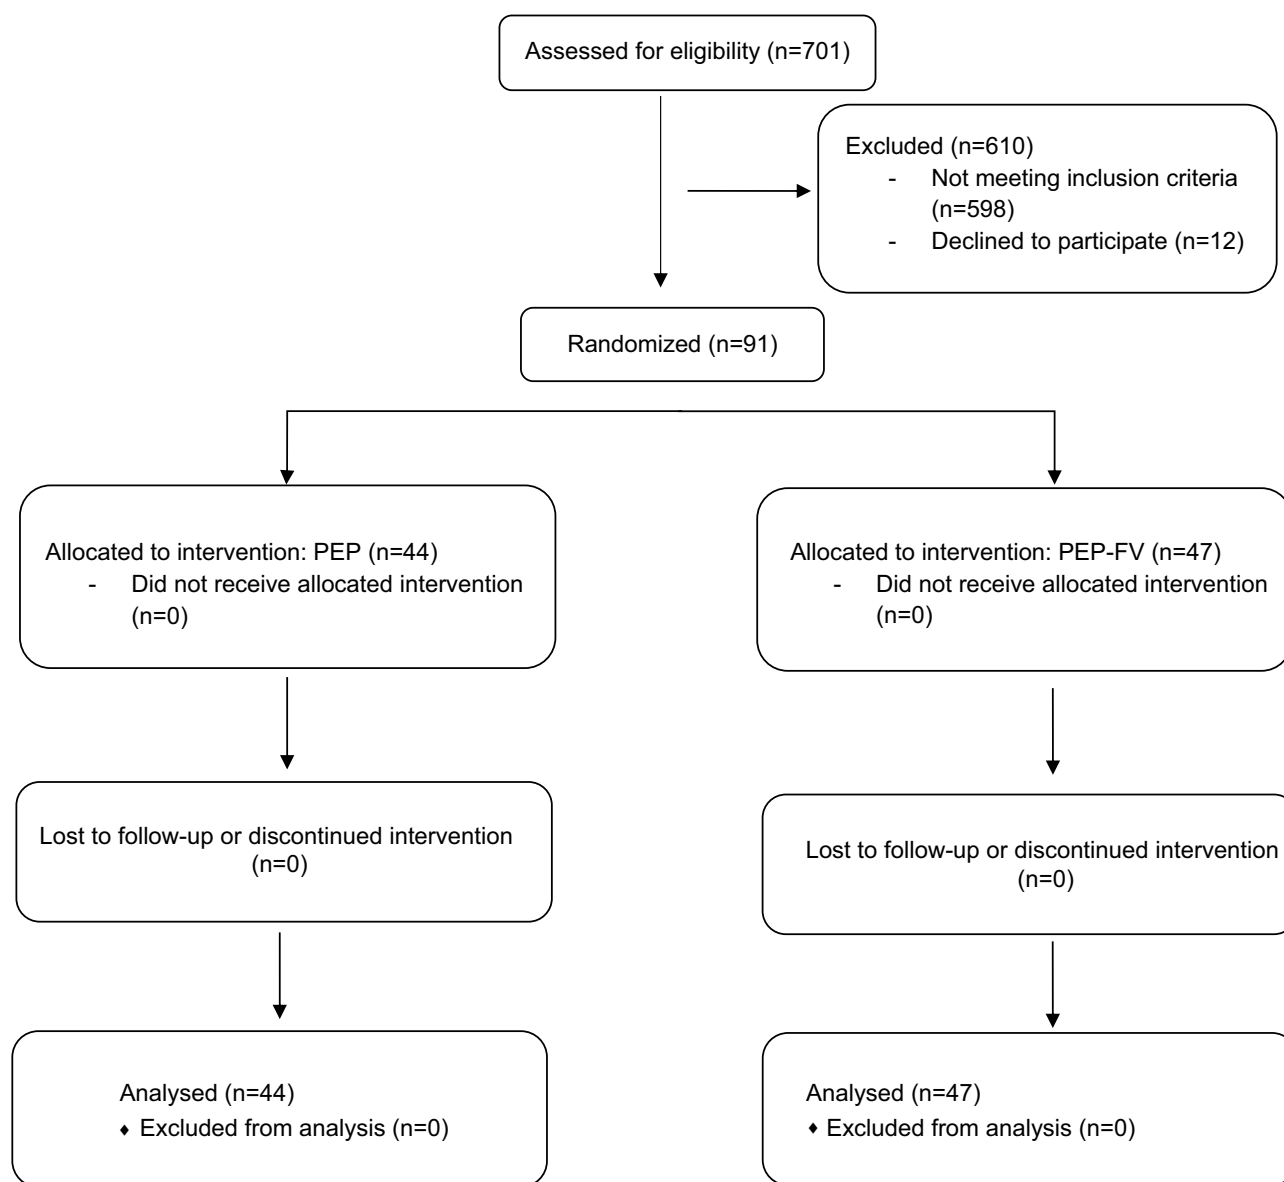 Assessed for eligibility (n=701)
Excluded (n=610)
- Not meeting inclusion criteria
(n=598)
- Declined to participate (n=12)
Randomized (n=91)
Allocated to intervention: PEP (n=44)
- Did not receive allocated intervention
(n=0)
Allocated to intervention: PEP-FV (n=47)
- Did not receive allocated intervention
(n=0)
Lost to follow-up or discontinued intervention
(n=0)
Lost to follow-up or discontinued intervention
(n=0)
Analysed (n=44)
♦ Excluded from analysis (n=0)
Analysed (n=47)
♦ Excluded from analysis (n=0)